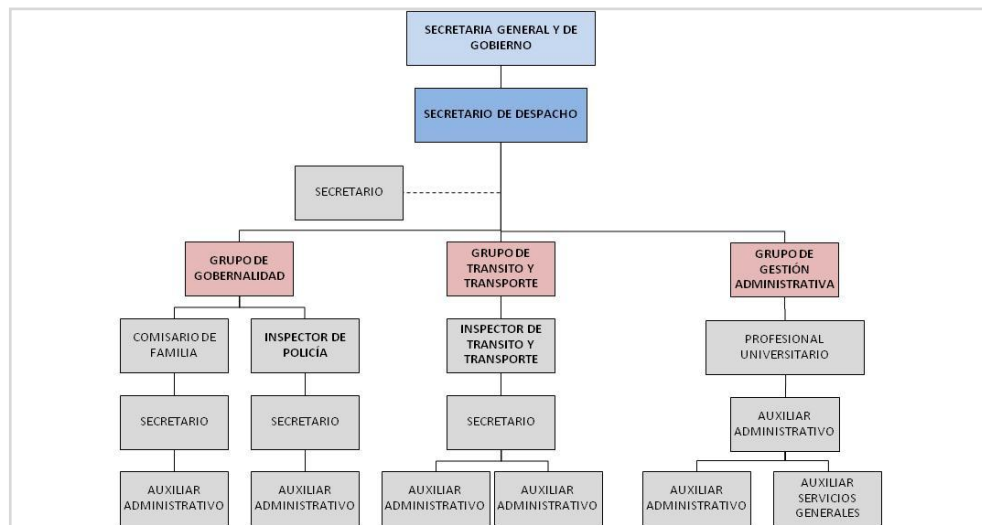 SECRETARIA GENERAL Y DE
GOBIERNO
SECRETARIO DE DESPACHO
SECRETARIO
GRUPO DE
GOBERNALIDAD
GRUPO DE
TRANSITO Y
TRANSPORTE
GRUPO DE
GESTIÓN
ADMINISTRATIVA
COMISARIO DE
FAMILIA
INSPECTOR DE
POLICÍA
INSPECTOR DE
TRANSITO Y
TRANSPORTE
PROFESIONAL
UNIVERSITARIO
SECRETARIO
SECRETARIO
SECRETARIO
AUXILIAR
ADMINISTRATIVO
AUXILIAR
ADMINISTRATIVO
AUXILIAR
ADMINISTRATIVO
AUXILIAR
ADMINISTRATIVO
AUXILIAR
ADMINISTRATIVO
AUXILIAR
ADMINISTRATIVO
AUXILIAR
SERVICIOS
GENERALES